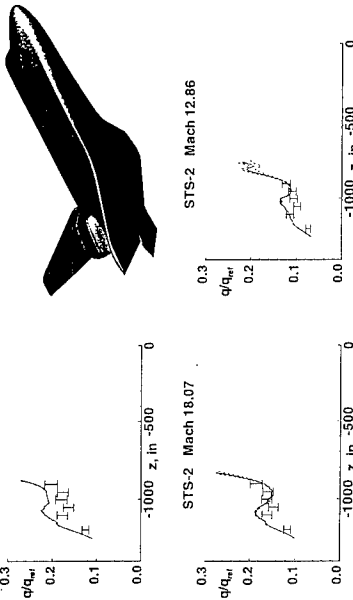 0.3
q/q_ref
0.2
0.1
0.0
-1000 z, in -500 0
STS-2 Mach 18.07
0.3
q/q_ref
0.2
0.1
0.0
-1000 z, in -500 0
STS-2 Mach 12.86
0.3
q/q_ref
0.2
0.1
0.0
-1000 z, in -500 0